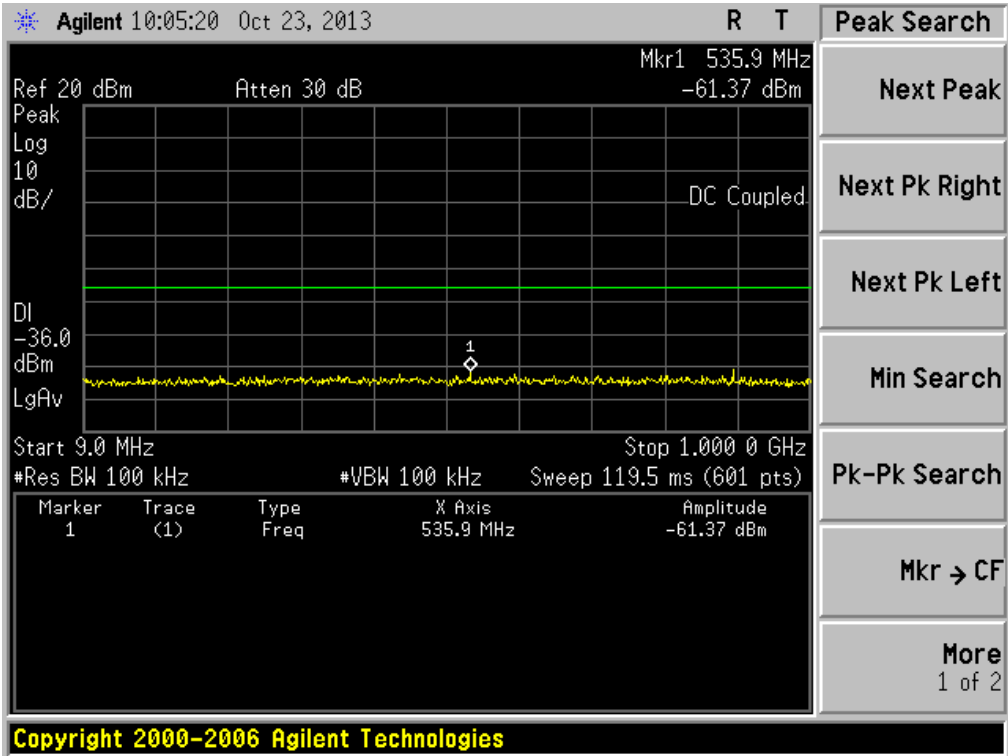 Agilent 10:05:20 Oct 23, 2013 R T
Mkr1 535.9 MHz
Ref 20 dBm Atten 30 dB -61.37 dBm
Peak
Log
10
dB/
DC Coupled
DI
-36.0
dBm
LgAv
1
Start 9.0 MHz Stop 1.000 0 GHz
#Res BW 100 kHz #VBW 100 kHz Sweep 119.5 ms (601 pts)
Marker Trace Type X Axis Amplitude
1 (1) Freq 535.9 MHz -61.37 dBm
Peak Search
Next Peak
Next Pk Right
Next Pk Left
Min Search
Pk-Pk Search
Mkr → CF
More
1 of 2
Copyright 2000-2006 Agilent Technologies